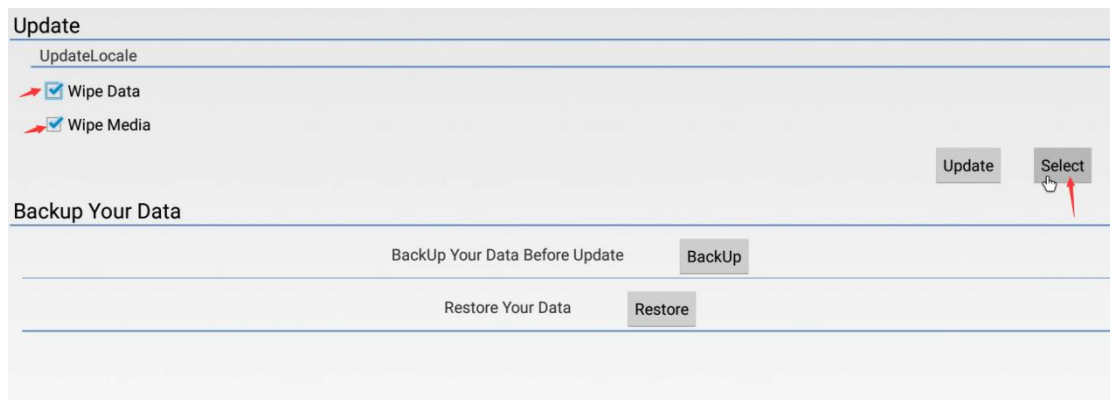 Update
UpdateLocale
Wipe Data
Wipe Media
Update Select
Backup Your Data
BackUp Your Data Before Update BackUp
Restore Your Data Restore